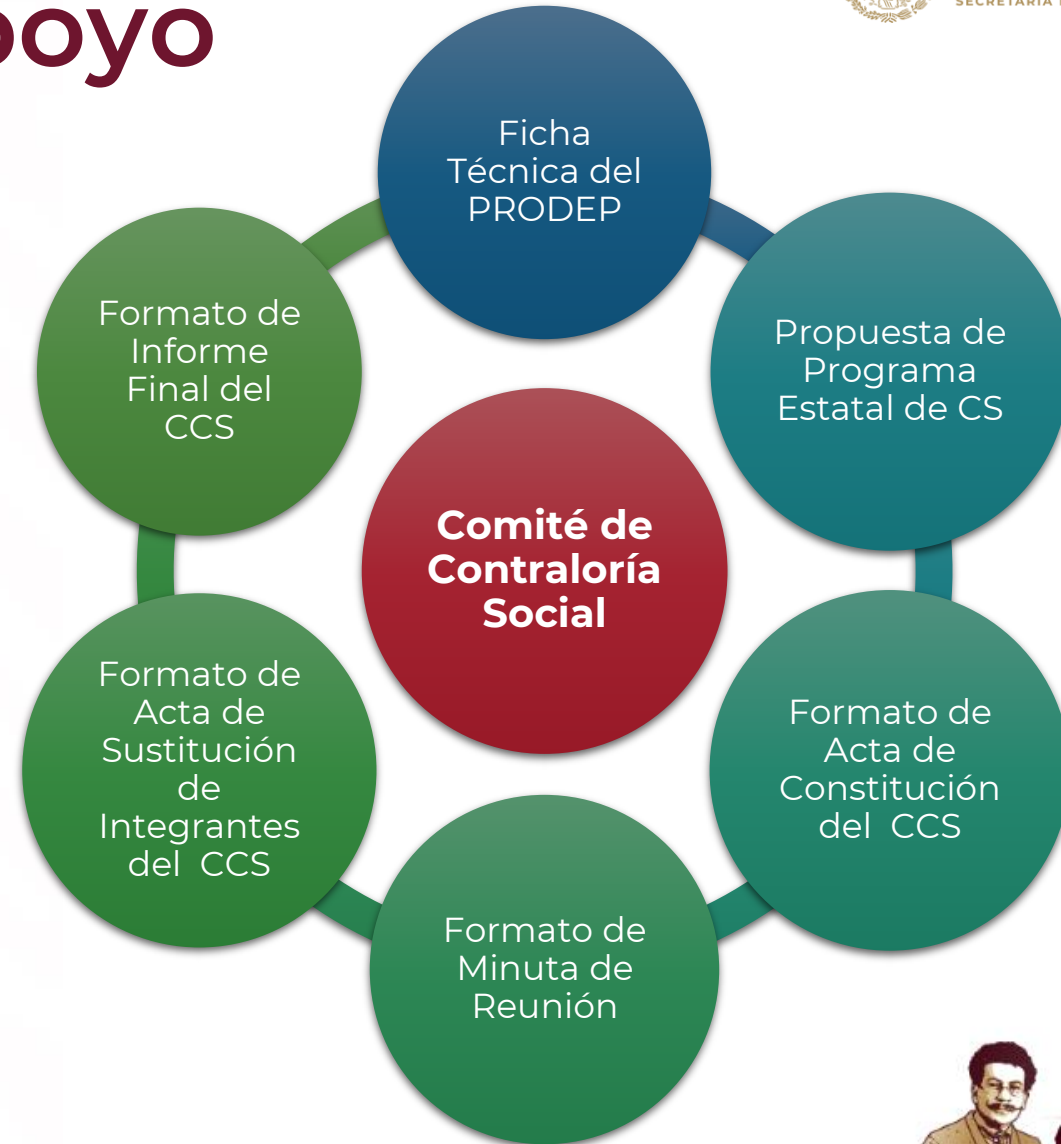 poyo
SECRETARÍA
Ficha
Técnica del
PRODEP
Propuesta de
Programa
Estatal de CS
Formato de
Acta de
Constitución
del CCS
Formato de
Minuta de
Reunión
Formato de
Acta de
Sustitución
de
Integrantes
del CCS
Formato de
Informe
Final del
CCS
Comité de
Contraloría
Social